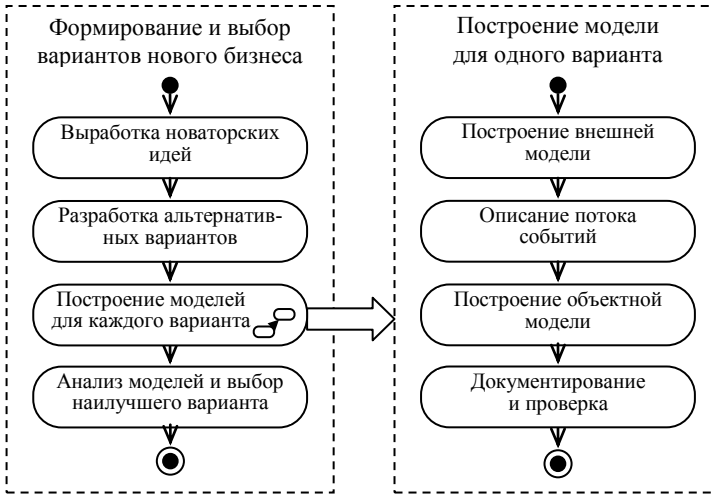 Формирование и выбор
вариантов нового бизнеса
Выработка новаторских
идей
Разработка альтернатив-
ных вариантов
Построение моделей
для каждого варианта
Анализ моделей и выбор
наилучшего варианта
Построение модели
для одного варианта
Построение внешней
модели
Описание потока
событий
Построение объектной
модели
Документирование
и проверка